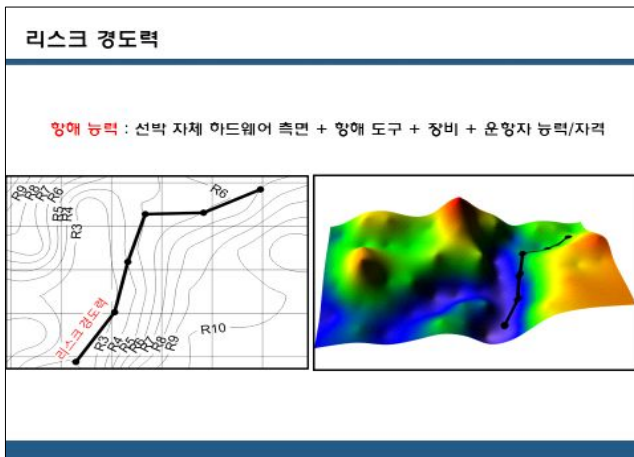 리스크 경도력
항해 능력 : 선박 자체 하드웨어 측면 + 항해 도구 + 장비 + 운항자 능력/자격
R9
R8
R7
R6
R5
R4
R3
R6
리스크 경도력
R3
R4
R5
R6
R7
R8
R9
R10